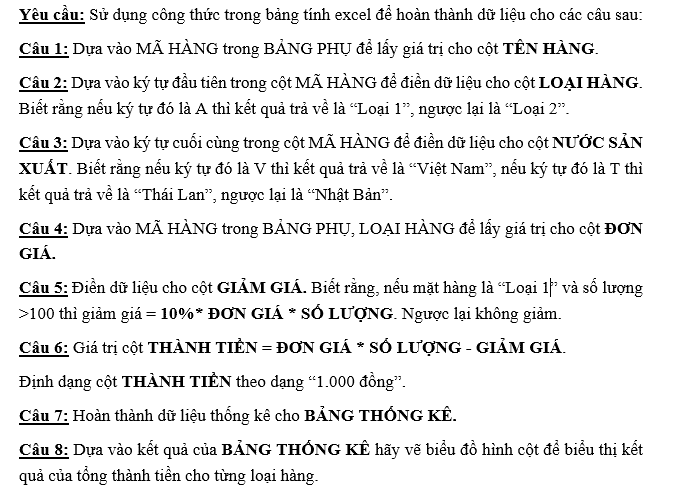 Yêu cầu: Sử dụng công thức trong bảng tính excel để hoàn thành dữ liệu cho các câu sau:
Câu 1: Dựa vào MÃ HÀNG trong BẢNG PHỤ để lấy giá trị cho cột TÊN HÀNG.
Câu 2: Dựa vào ký tự đầu tiên trong cột MÃ HÀNG để điền dữ liệu cho cột LOẠI HÀNG.
Biết rằng nếu ký tự đó là A thì kết quả trả về là “Loại 1”, ngược lại là “Loại 2”.
Câu 3: Dựa vào ký tự cuối cùng trong cột MÃ HÀNG để điền dữ liệu cho cột NƯỚC SẢN
XUẤT. Biết rằng nếu ký tự đó là V thì kết quả trả về là “Việt Nam”, nếu ký tự đó là T thì
kết quả trả về là “Thái Lan”, ngược lại là “Nhật Bản”.
Câu 4: Dựa vào MÃ HÀNG trong BẢNG PHỤ, LOẠI HÀNG để lấy giá trị cho cột ĐƠN
GIÁ.
Câu 5: Điền dữ liệu cho cột GIẢM GIÁ. Biết rằng, nếu mặt hàng là “Loại 1” và số lượng
>100 thì giảm giá = 10%* ĐƠN GIÁ * SỐ LƯỢNG. Ngược lại không giảm.
Câu 6: Giá trị cột THÀNH TIỀN = ĐƠN GIÁ * SỐ LƯỢNG - GIẢM GIÁ.
Định dạng cột THÀNH TIỀN theo dạng “1.000 đồng”.
Câu 7: Hoàn thành dữ liệu thống kê cho BẢNG THỐNG KÊ.
Câu 8: Dựa vào kết quả của BẢNG THỐNG KÊ hãy vẽ biểu đồ hình cột để biểu thị kết
quả của tổng thành tiền cho từng loại hàng.